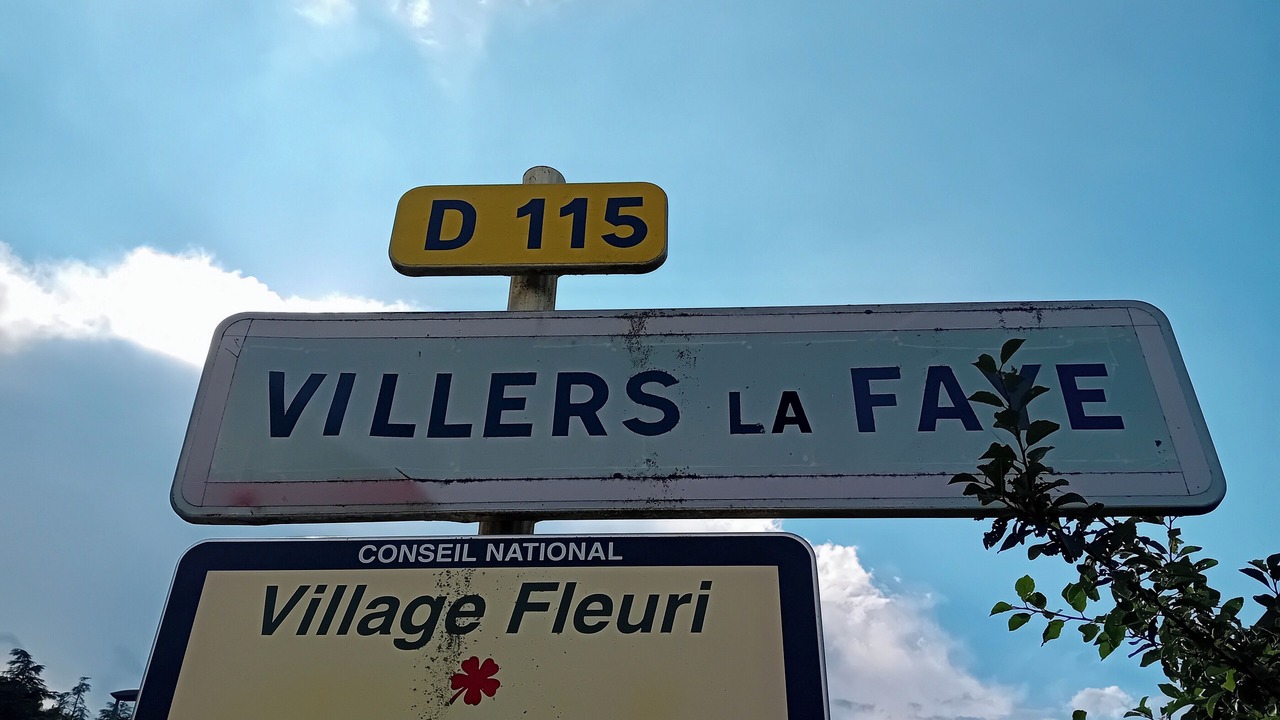 D 115
VILLERS LA FAYE
CONSEIL NATIONAL
Village Fleuri